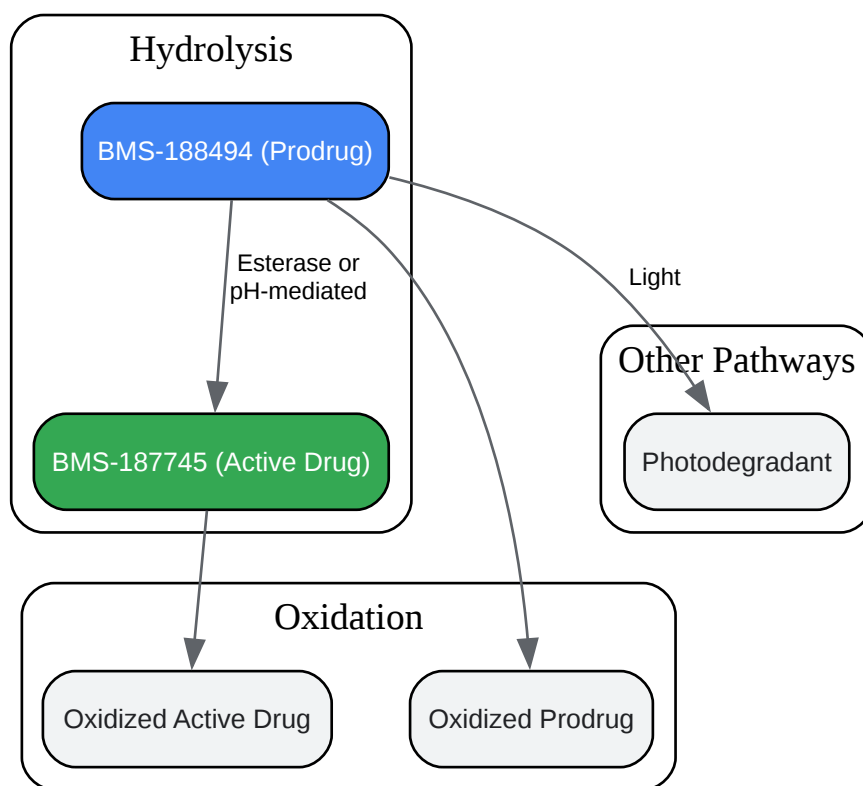 Hydrolysis
BMS-188494 (Prodrug)
Esterase or
pH-mediated
Light
Other Pathways
BMS-187745 (Active Drug)
Photodegradant
Oxidation
Oxidized Active Drug
Oxidized Prodrug